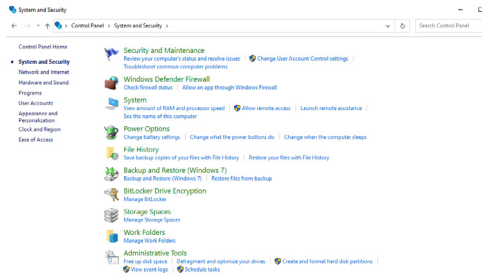 System and Security
Control Panel › System and Security ›
Search Control Panel
Control Panel Home
System and Security
Network and Internet
Hardware and Sound
Programs
User Accounts
Appearance and
Personalization
Clock and Region
Ease of Access
Security and Maintenance
Review your computer's status and resolve issues | Change User Account Control settings |
Troubleshoot common computer problems
Windows Defender Firewall
Check firewall status | Allow an app through Windows Firewall
System
View amount of RAM and processor speed | Allow remote access | Launch remote assistance |
See the name of this computer
Power Options
Change battery settings | Change what the power buttons do | Change when the computer sleeps
File History
Save backup copies of your files with File History | Restore your files with File History
Backup and Restore (Windows 7)
Backup and Restore (Windows 7) | Restore files from backup
BitLocker Drive Encryption
Manage BitLocker
Storage Spaces
Manage Storage Spaces
Work Folders
Manage Work Folders
Administrative Tools
Free up disk space | Defragment and optimize your drives | Create and format hard disk partitions |
View event logs | Schedule tasks